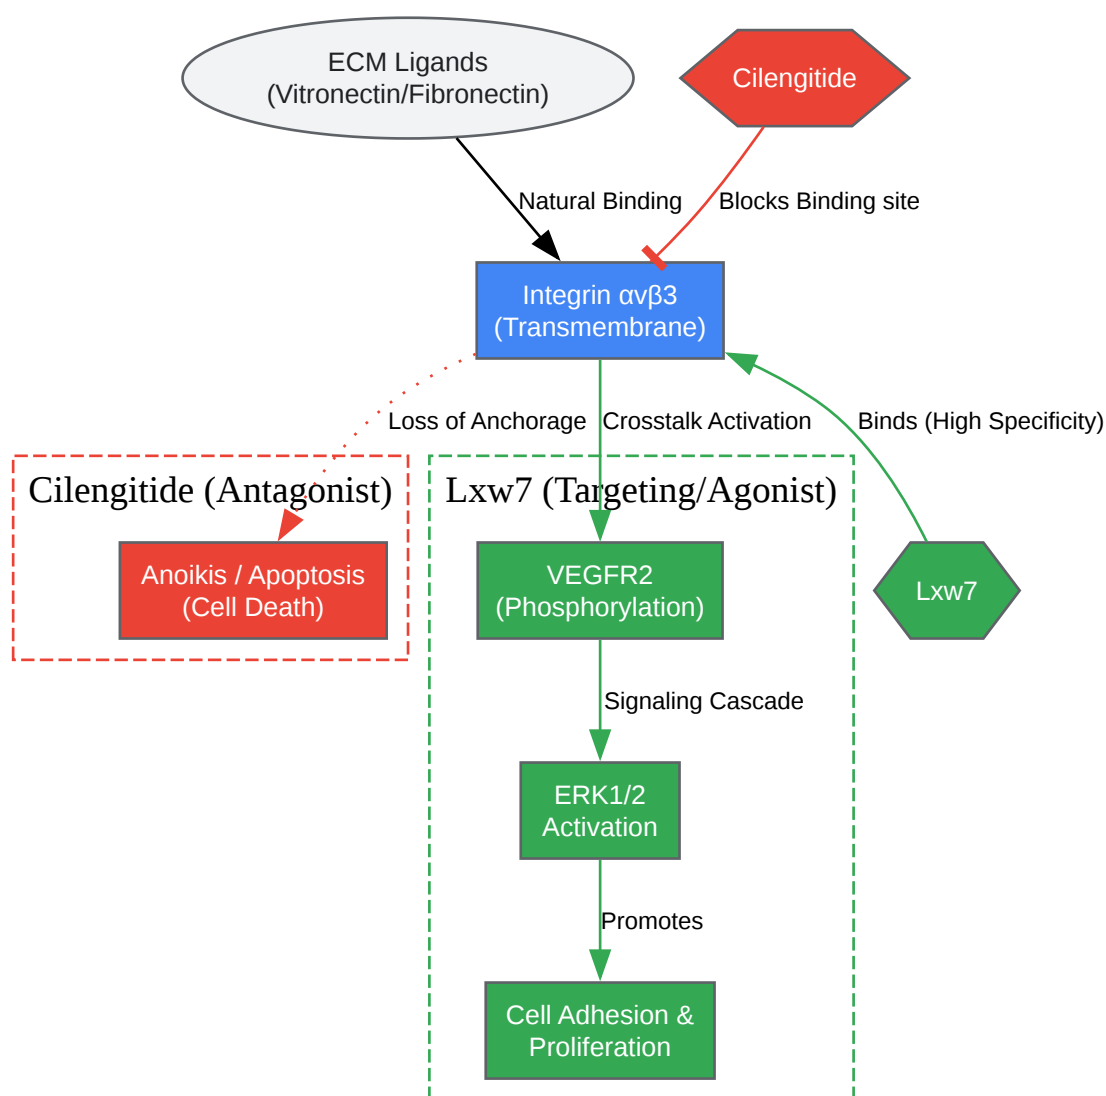 ECM Ligands
(Vitronectin/Fibronectin)
Cilengitide
Natural Binding
Blocks Binding site
Integrin αvβ3
(Transmembrane)
Loss of Anchorage
Crosstalk Activation
Binds (High Specificity)
Cilengitide (Antagonist)
Lxw7 (Targeting/Agonist)
Anoikis / Apoptosis
(Cell Death)
VEGFR2
(Phosphorylation)
Lxw7
Signaling Cascade
ERK1/2
Activation
Promotes
Cell Adhesion &
Proliferation